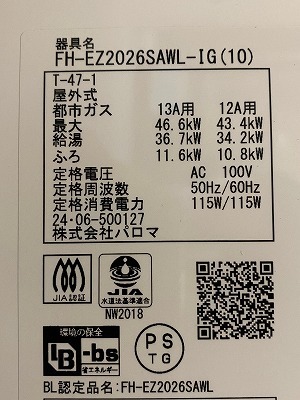 器具名
FH-EZ2026SAWL-IG(10)
T-47-1
屋外式
都市ガス 13A用 12A用
最大 46.6kW 43.4kW
給湯 36.7kW 34.2kW
ふろ 11.6kW 10.8kW
定格電圧 AC 100V
定格周波数 50Hz/60Hz
定格消費電力 115W/115W
24・06-500127
株式会社パロマ
JIA認証
JIA
水道法基準適合
NW2018
環境の保全
BL-bs
省エネルギー
PS
TG
BL認定品名:FH-EZ2026SAWL